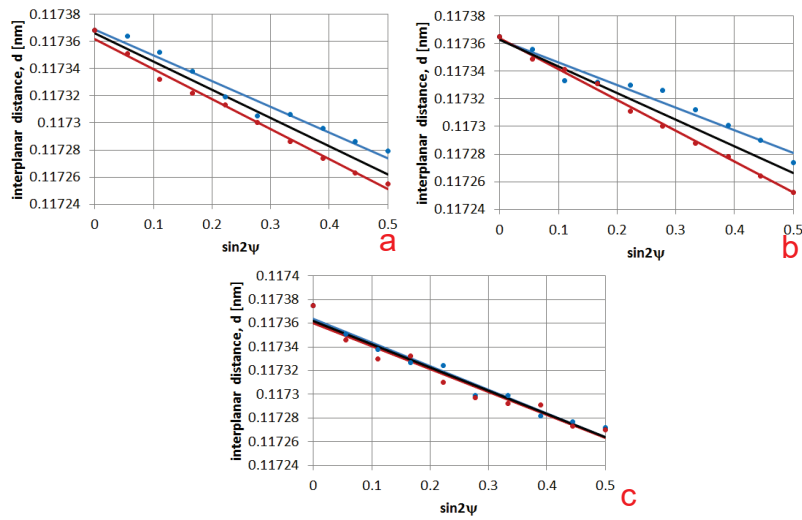 interplanar distance, d [nm]
0.11738
0.11736
0.11734
0.11732
0.1173
0.11728
0.11726
0.11724
0 0.1 0.2 0.3 0.4 0.5
sin2ψ
a
interplanar distance, d [nm]
0.11738
0.11736
0.11734
0.11732
0.1173
0.11728
0.11726
0.11724
0 0.1 0.2 0.3 0.4 0.5
sin2ψ
b
interplanar distance, d [nm]
0.1174
0.11738
0.11736
0.11734
0.11732
0.1173
0.11728
0.11726
0.11724
0 0.1 0.2 0.3 0.4 0.5
sin2ψ
c